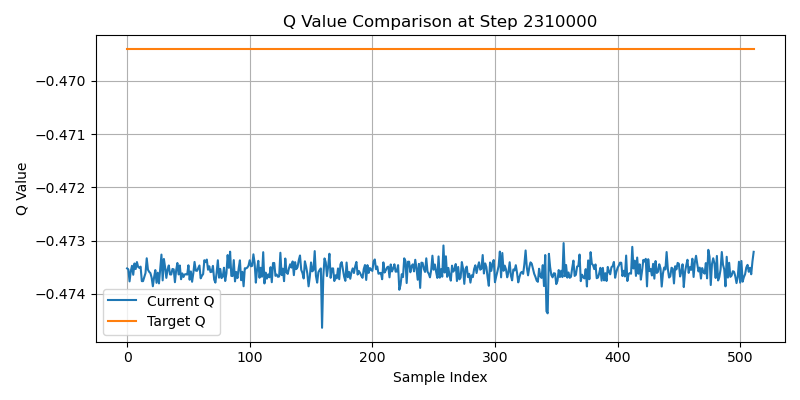 Q Value Comparison at Step 2310000
Q Value
−0.470
−0.471
−0.472
−0.473
−0.474
Current Q
Target Q
0
100
200
300
400
500
Sample Index